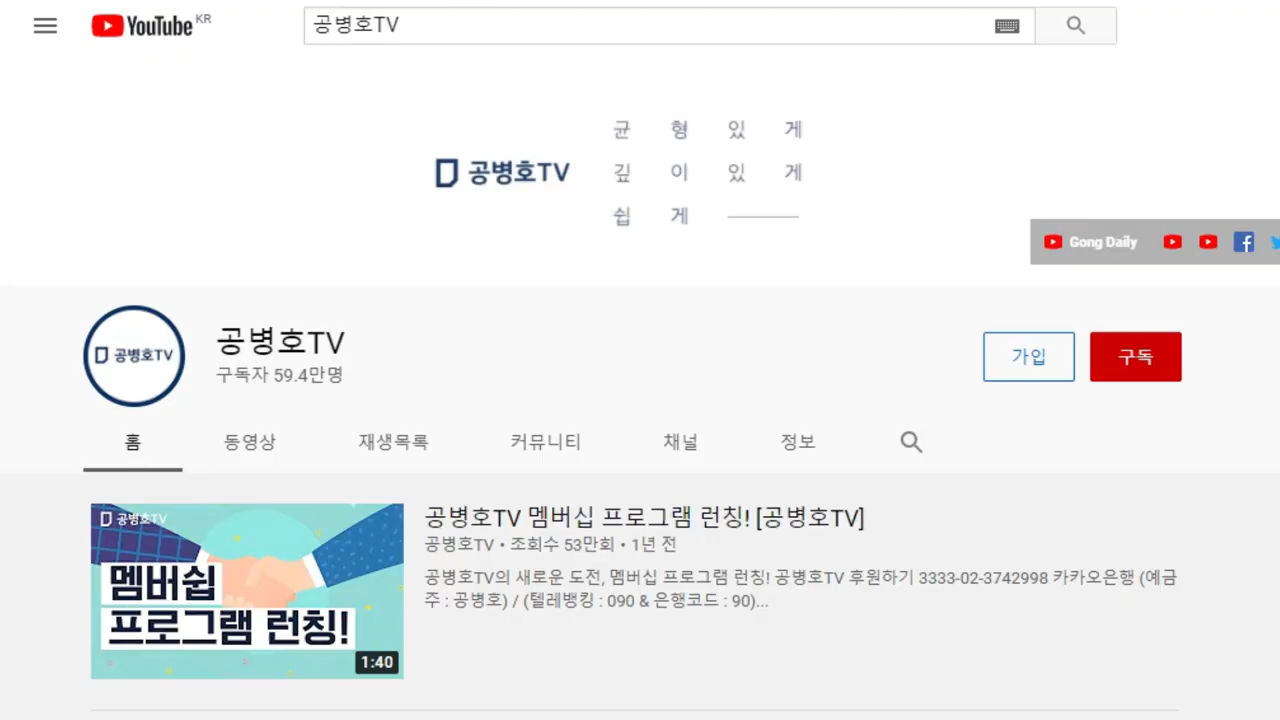 YouTube KR
공병호TV
균 형 있 게
공병호TV
깊 이 있 게
쉽 게
Gong Daily
공병호TV
공병호TV
구독자 59.4만명
가입
구독
홈 동영상 재생목록 커뮤니티 채널 정보
공병호TV
멤버쉽
프로그램 런칭!
1:40
공병호TV 멤버십 프로그램 런칭! [공병호TV]
공병호TV • 조회수 53만회 • 1년 전
공병호TV의 새로운 도전, 멤버십 프로그램 런칭! 공병호TV 후원하기 3333-02-3742998 카카오은행 (예금
주 : 공병호) / (텔레뱅킹 : 090 & 은행코드 : 90)...